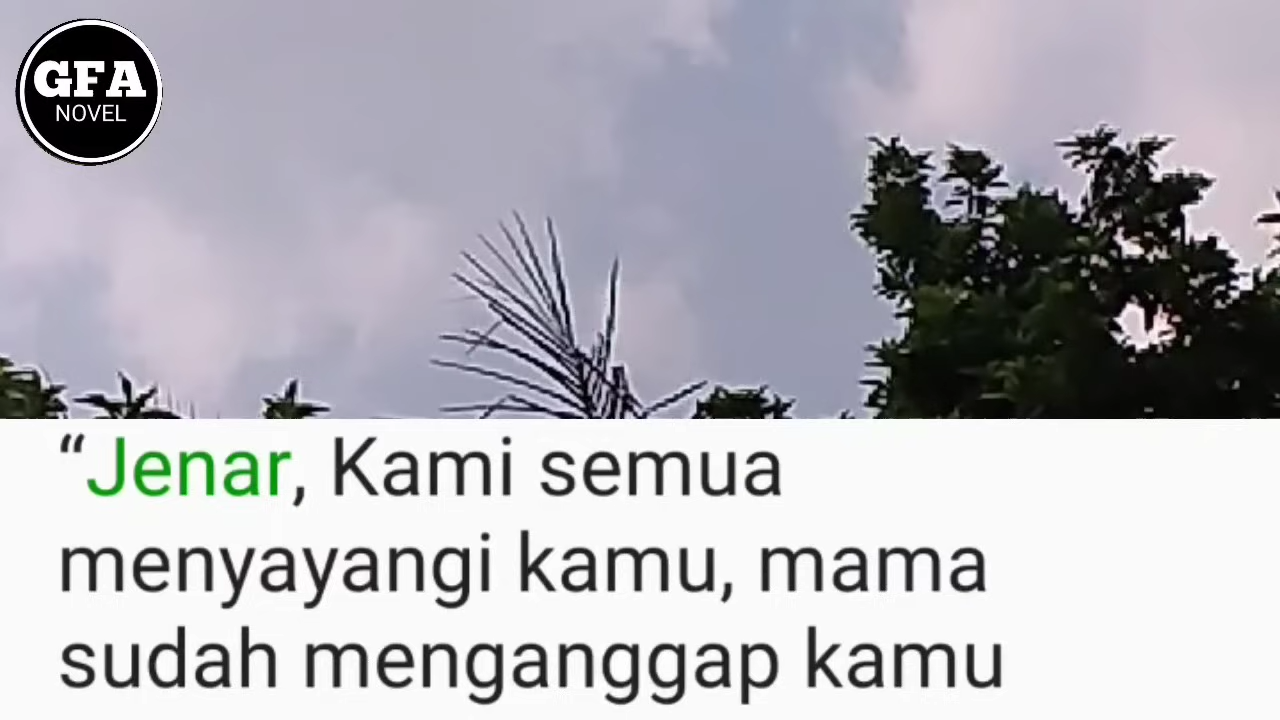 GFA
NOVEL
“Jenar, Kami semua
menyayangi kamu, mama
sudah menganggap kamu